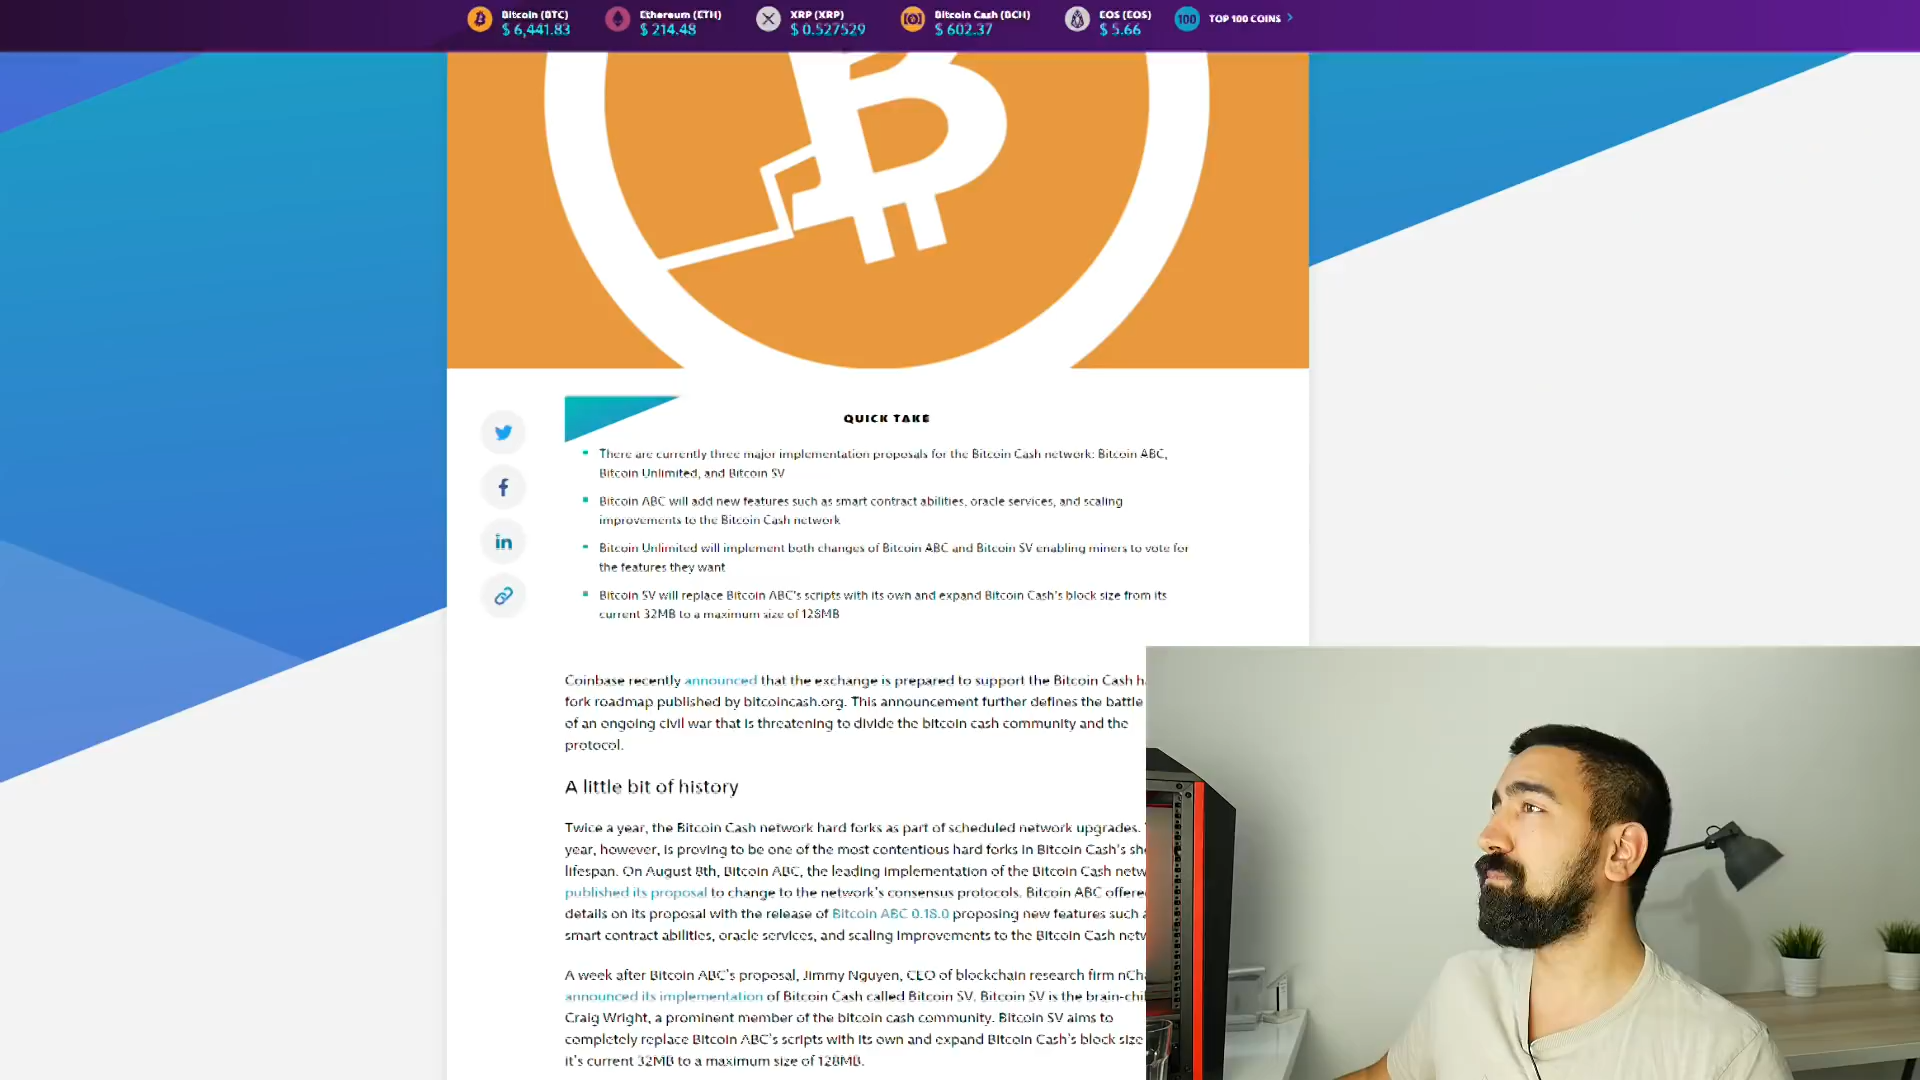 Bitcoin (BTC)
$ 6,441.83
Ethereum (ETH)
$ 214.48
XRP (XRP)
$ 0.527529
Bitcoin Cash (BCH)
$ 602.37
EOS (EOS)
$ 5.66
100
TOP 100 COINS
QUICK TAKE
There are currently three major implementation proposals for the Bitcoin Cash network: Bitcoin ABC,
Bitcoin Unlimited, and Bitcoin SV
Bitcoin ABC will add new features such as smart contract abilities, oracle services, and scaling
improvements to the Bitcoin Cash network
Bitcoin Unlimited will implement both changes of Bitcoin ABC and Bitcoin SV enabling miners to vote for
the features they want
Bitcoin SV will replace Bitcoin ABC's scripts with its own and expand Bitcoin Cash's block size from its
current 32MB to a maximum size of 128MB
Coinbase recently announced that the exchange is prepared to support the Bitcoin Cash
fork roadmap published by bitcoincash.org. This announcement further defines the battle
of an ongoing civil war that is threatening to divide the bitcoin cash community and the
protocol.
A little bit of history
Twice a year, the Bitcoin Cash network hard forks as part of scheduled network upgrades.
year, however, is proving to be one of the most contentious hard forks in Bitcoin Cash's
lifespan. On August 8th, Bitcoin ABC, the leading implementation of the Bitcoin Cash
published its proposal to change to the network's consensus protocols. Bitcoin ABC
details on its proposal with the release of Bitcoin ABC 0.18.0 proposing new features such
smart contract abilities, oracle services, and scaling improvements to the Bitcoin Cash
A week after Bitcoin ABC's proposal, Jimmy Nguyen, CEO of blockchain research firm
announced its implementation of Bitcoin Cash called Bitcoin SV. Bitcoin SV is the
Craig Wright, a prominent member of the bitcoin cash community. Bitcoin SV aims to
completely replace Bitcoin ABC's scripts with its own and expand Bitcoin Cash's block size
it's current 32MB to a maximum size of 128MB.